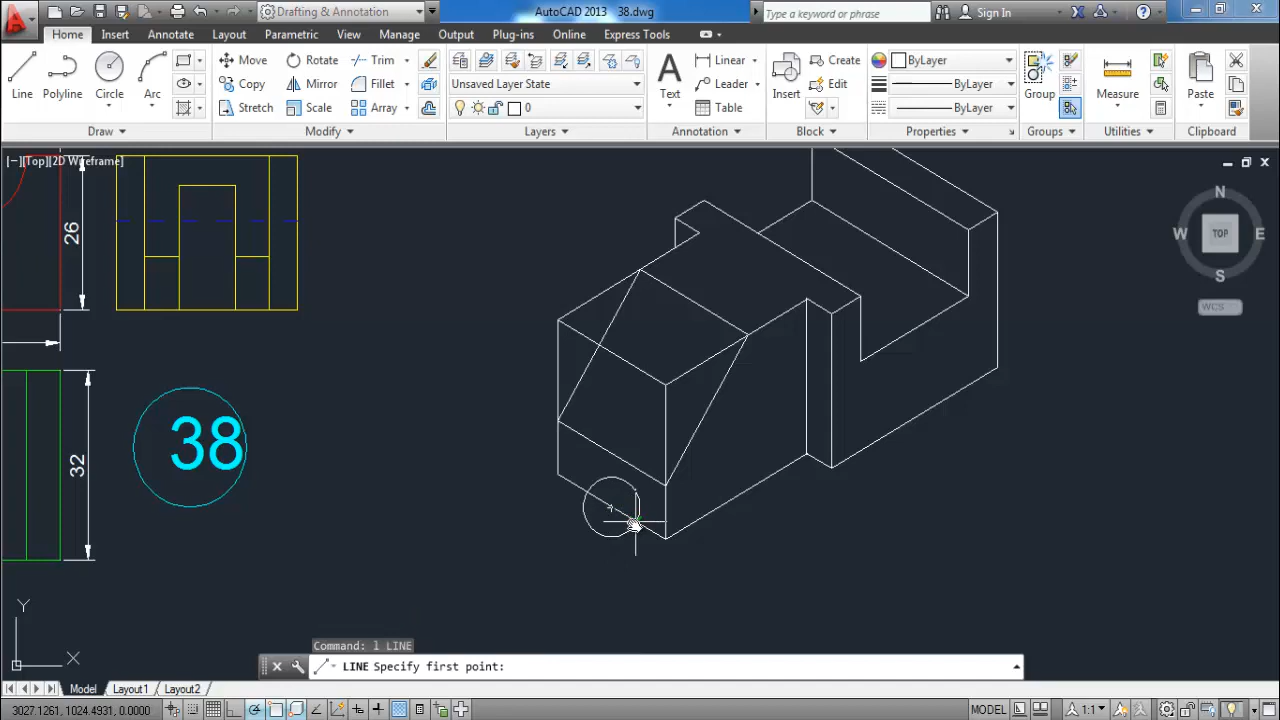 Drafting & Annotation
AutoCAD 2013 38.dwg
Type a keyword or phrase
Sign In
Home Insert Annotate Layout Parametric View Manage Output Plug-ins Online Express Tools
Line
Polyline
Circle
Arc
Draw
Move
Copy
Stretch
Rotate
Mirror
Scale
Trim
Fillet
Array
Modify
Unsaved Layer State
0
Layers
Text
Linear
Leader
Table
Annotation
Insert
Create
Edit
Block
ByLayer
ByLayer
ByLayer
Properties
Group
Groups
Measure
Utilities
Paste
Clipboard
[−][Top][2D Wireframe]
26
32
38
N
W TOP E
S
WCS
Y
X
Command: l LINE
LINE Specify first point:
Model Layout1 Layout2
3027.1261, 1024.4931, 0.0000
MODEL
1:1